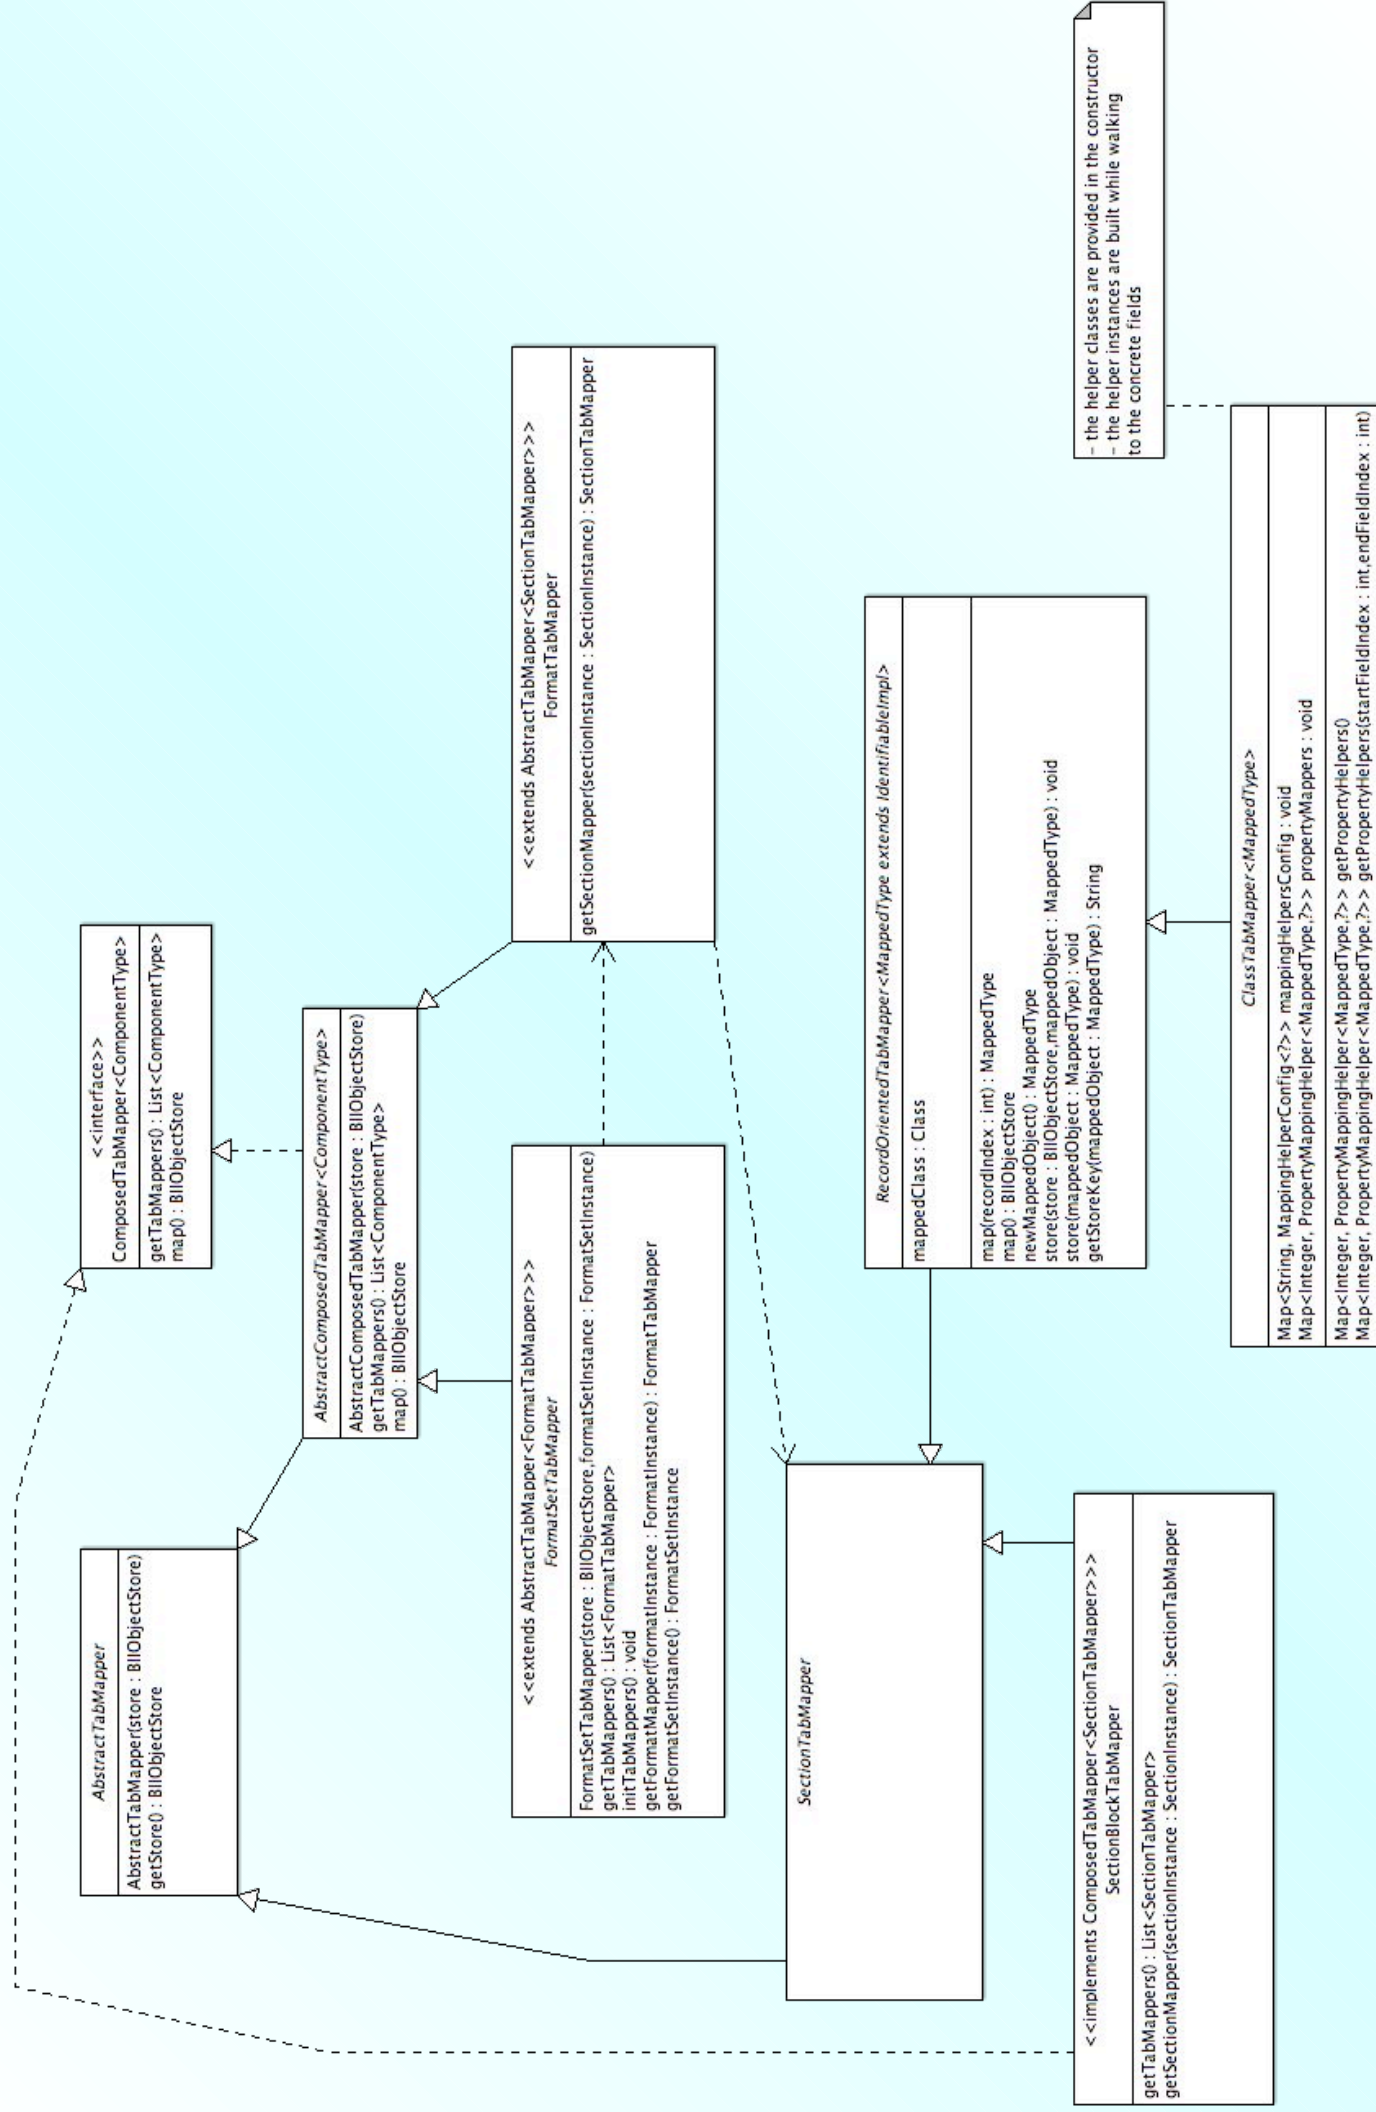 AbstractTabMapper
AbstractTabMapper(store : BIIObjectStore)
getStore() : BIIObjectStore
<<interface>>
ComposedTabMapper<ComponentType>
getTabMappers() : List<ComponentType>
map() : BIIObjectStore
AbstractComposedTabMapper<ComponentType>
AbstractComposedTabMapper(store : BIIObjectStore)
getTabMappers() : List<ComponentType>
map() : BIIObjectStore
<<extends AbstractTabMapper<FormatTabMapper>>>
FormatSetTabMapper
FormatSetTabMapper(store : BIIObjectStore,formatSetInstance : FormatSetInstance)
getTabMappers() : List<FormatTabMapper>
initTabMappers() : void
getFormatMapper(formatInstance : FormatInstance) : FormatTabMapper
getFormatSetInstance() : FormatSetInstance
<<extends AbstractTabMapper<SectionTabMapper>>>
FormatTabMapper
getSectionMapper(sectionInstance : SectionInstance) : SectionTabMapper
SectionTabMapper
RecordOrientedTabMapper<MappedType extends IdentifiableImpl>
mappedClass : Class
map(recordIndex : int) : MappedType
map() : BIIObjectStore
newMappedObject() : MappedType
store(store : BIIObjectStore,mappedObject : MappedType) : void
store(mappedObject : MappedType) : void
getStoreKey(mappedObject : MappedType) : String
<<implements ComposedTabMapper<SectionTabMapper>>>
SectionBlockTabMapper
getTabMappers() : List<SectionTabMapper>
getSectionMapper(sectionInstance : SectionInstance) : SectionTabMapper
- the helper classes are provided in the constructor
- the helper instances are built while walking
to the concrete fields
ClassTabMapper<MappedType>
Map<String, MappingHelperConfig<?>> mappingHelpersConfig : void
Map<Integer, PropertyMappingHelper<MappedType,?>> propertyMappers : void
Map<Integer, PropertyMappingHelper<MappedType,?>> getPropertyHelpers()
Map<Integer, PropertyMappingHelper<MappedType,?>> getPropertyHelpers(startFieldIndex : int,endFieldIndex : int)